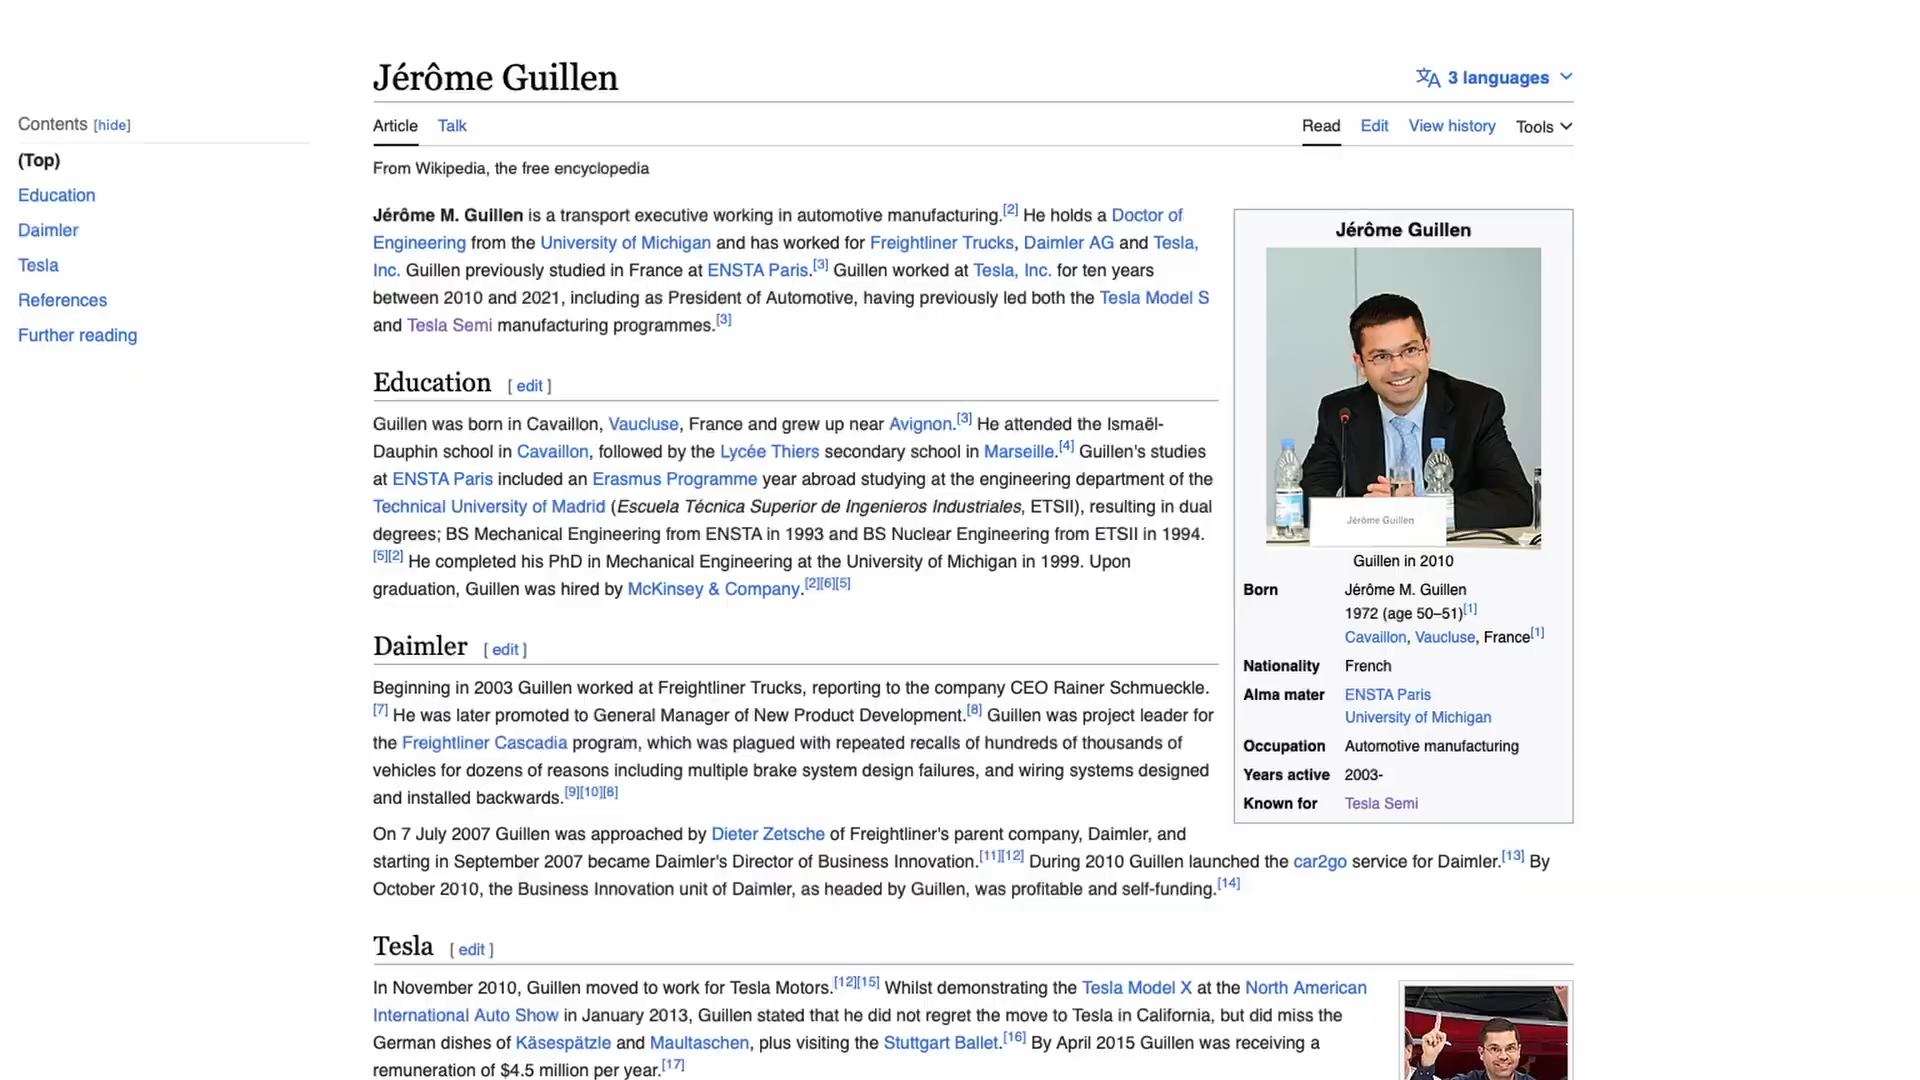 Jérôme Guillen
3 languages
Contents [hide]
(Top)
Education
Daimler
Tesla
References
Further reading
Article Talk
Read Edit View history Tools
From Wikipedia, the free encyclopedia
Jérôme M. Guillen is a transport executive working in automotive manufacturing.[2] He holds a Doctor of
Engineering from the University of Michigan and has worked for Freightliner Trucks, Daimler AG and Tesla,
Inc. Guillen previously studied in France at ENSTA Paris.[3] Guillen worked at Tesla, Inc. for ten years
between 2010 and 2021, including as President of Automotive, having previously led both the Tesla Model S
and Tesla Semi manufacturing programmes.[3]
Education [ edit ]
Guillen was born in Cavaillon, Vaucluse, France and grew up near Avignon.[3] He attended the Ismaël-
Dauphin school in Cavaillon, followed by the Lycée Thiers secondary school in Marseille.[4] Guillen's studies
at ENSTA Paris included an Erasmus Programme year abroad studying at the engineering department of the
Technical University of Madrid (Escuela Técnica Superior de Ingenieros Industriales, ETSII), resulting in dual
degrees; BS Mechanical Engineering from ENSTA in 1993 and BS Nuclear Engineering from ETSII in 1994.
[5][2] He completed his PhD in Mechanical Engineering at the University of Michigan in 1999. Upon
graduation, Guillen was hired by McKinsey & Company.[2][6][5]
Daimler [ edit ]
Beginning in 2003 Guillen worked at Freightliner Trucks, reporting to the company CEO Rainer Schmueckle.
[7] He was later promoted to General Manager of New Product Development.[8] Guillen was project leader for
the Freightliner Cascadia program, which was plagued with repeated recalls of hundreds of thousands of
vehicles for dozens of reasons including multiple brake system design failures, and wiring systems designed
and installed backwards.[9][10][8]
On 7 July 2007 Guillen was approached by Dieter Zetsche of Freightliner's parent company, Daimler, and
starting in September 2007 became Daimler's Director of Business Innovation.[11][12] During 2010 Guillen launched the car2go service for Daimler.[13] By
October 2010, the Business Innovation unit of Daimler, as headed by Guillen, was profitable and self-funding.[14]
Tesla [ edit ]
In November 2010, Guillen moved to work for Tesla Motors.[12][15] Whilst demonstrating the Tesla Model X at the North American
International Auto Show in January 2013, Guillen stated that he did not regret the move to Tesla in California, but did miss the
German dishes of Käsespätzle and Maultaschen, plus visiting the Stuttgart Ballet.[16] By April 2015 Guillen was receiving a
remuneration of $4.5 million per year.[17]
Jérôme Guillen
Jérôme Guillen
Guillen in 2010
Born Jérôme M. Guillen
1972 (age 50–51)[1]
Cavaillon, Vaucluse, France[1]
Nationality French
Alma mater ENSTA Paris
University of Michigan
Occupation Automotive manufacturing
Years active 2003-
Known for Tesla Semi